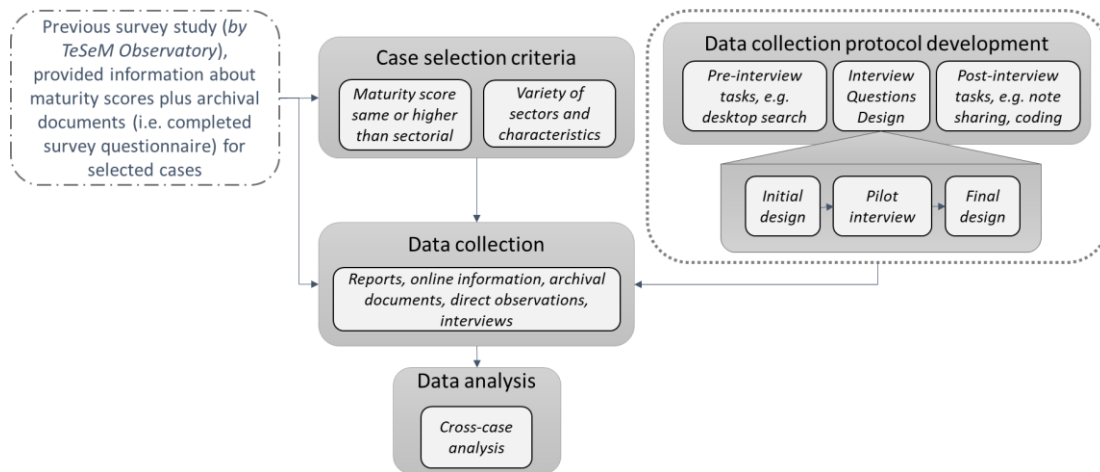 Previous survey study (by
TeSeM Observatory),
provided information about
maturity scores plus archival
documents (i.e. completed
survey questionnaire) for
selected cases
Case selection criteria
Maturity score
same or higher
than sectorial
Variety of
sectors and
characteristics
Data collection protocol development
Pre-interview
tasks, e.g.
desktop search
Interview
Questions
Design
Post-interview
tasks, e.g. note
sharing, coding
Initial
design
Pilot
interview
Final
design
Data collection
Reports, online information, archival
documents, direct observations,
interviews
Data analysis
Cross-case
analysis